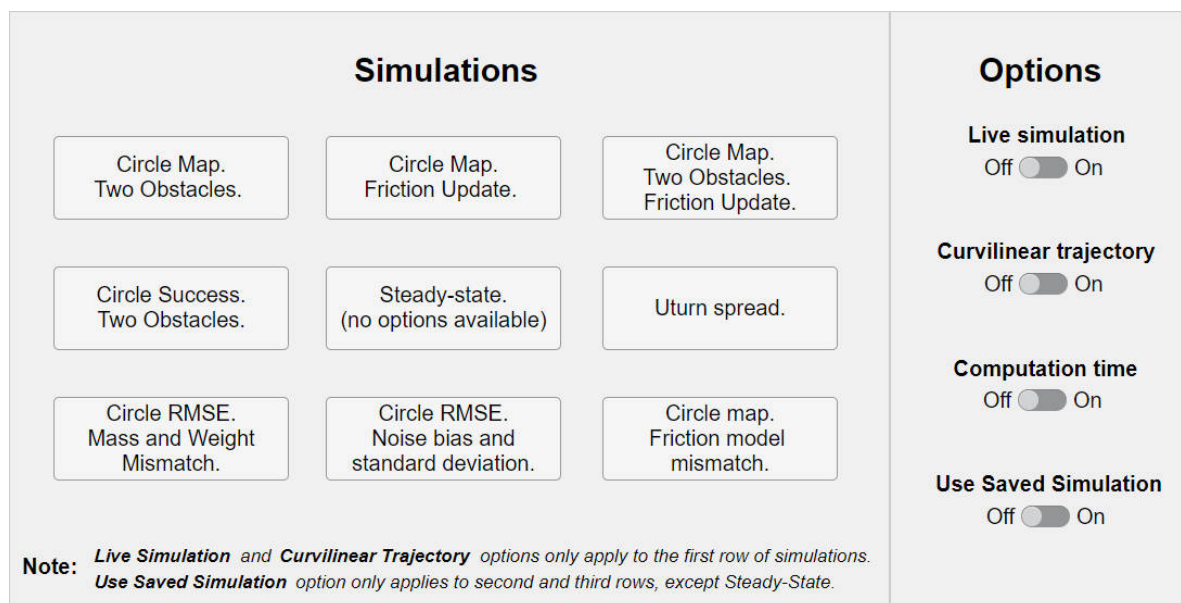 Simulations
Circle Map.
Two Obstacles.
Circle Map.
Friction Update.
Circle Map.
Two Obstacles.
Friction Update.
Circle Success.
Two Obstacles.
Steady-state.
(no options available)
Uturn spread.
Circle RMSE.
Mass and Weight
Mismatch.
Circle RMSE.
Noise bias and
standard deviation.
Circle map.
Friction model
mismatch.
Note: Live Simulation and Curvilinear Trajectory options only apply to the first row of simulations.
Use Saved Simulation option only applies to second and third rows, except Steady-State.
Options
Live simulation
Off On
Curvilinear trajectory
Off On
Computation time
Off On
Use Saved Simulation
Off On